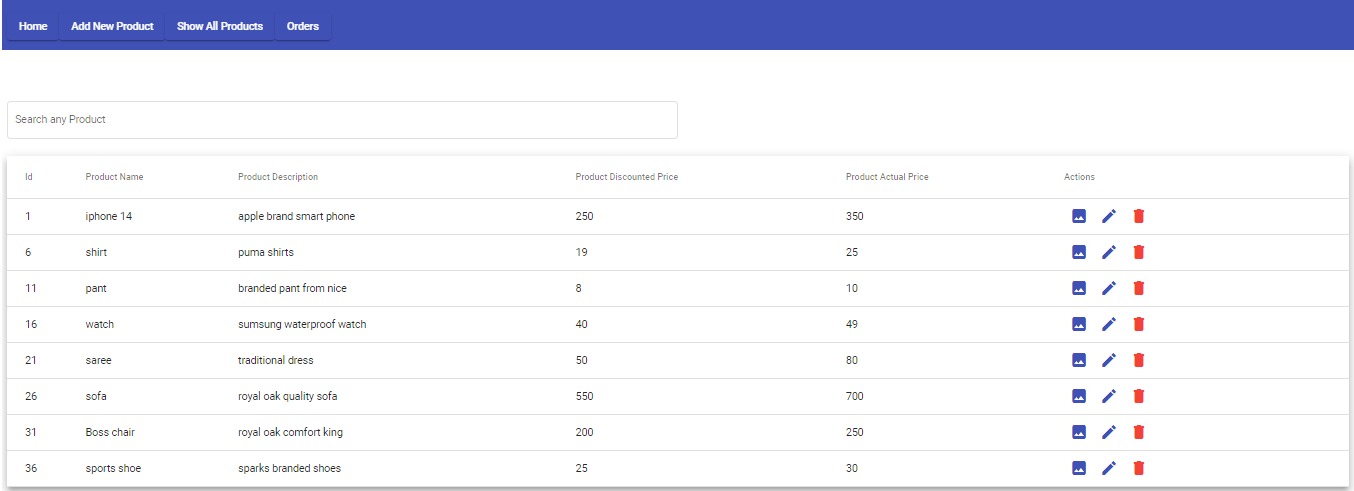 Home Add New Product Show All Products Orders
Search any Product
Id Product Name Product Description Product Discounted Price Product Actual Price Actions
1 iphone 14 apple brand smart phone 250 350
6 shirt puma shirts 19 25
11 pant branded pant from nice 8 10
16 watch sumsung waterproof watch 40 49
21 saree traditional dress 50 80
26 sofa royal oak quality sofa 550 700
31 Boss chair royal oak comfort king 200 250
36 sports shoe sparks branded shoes 25 30